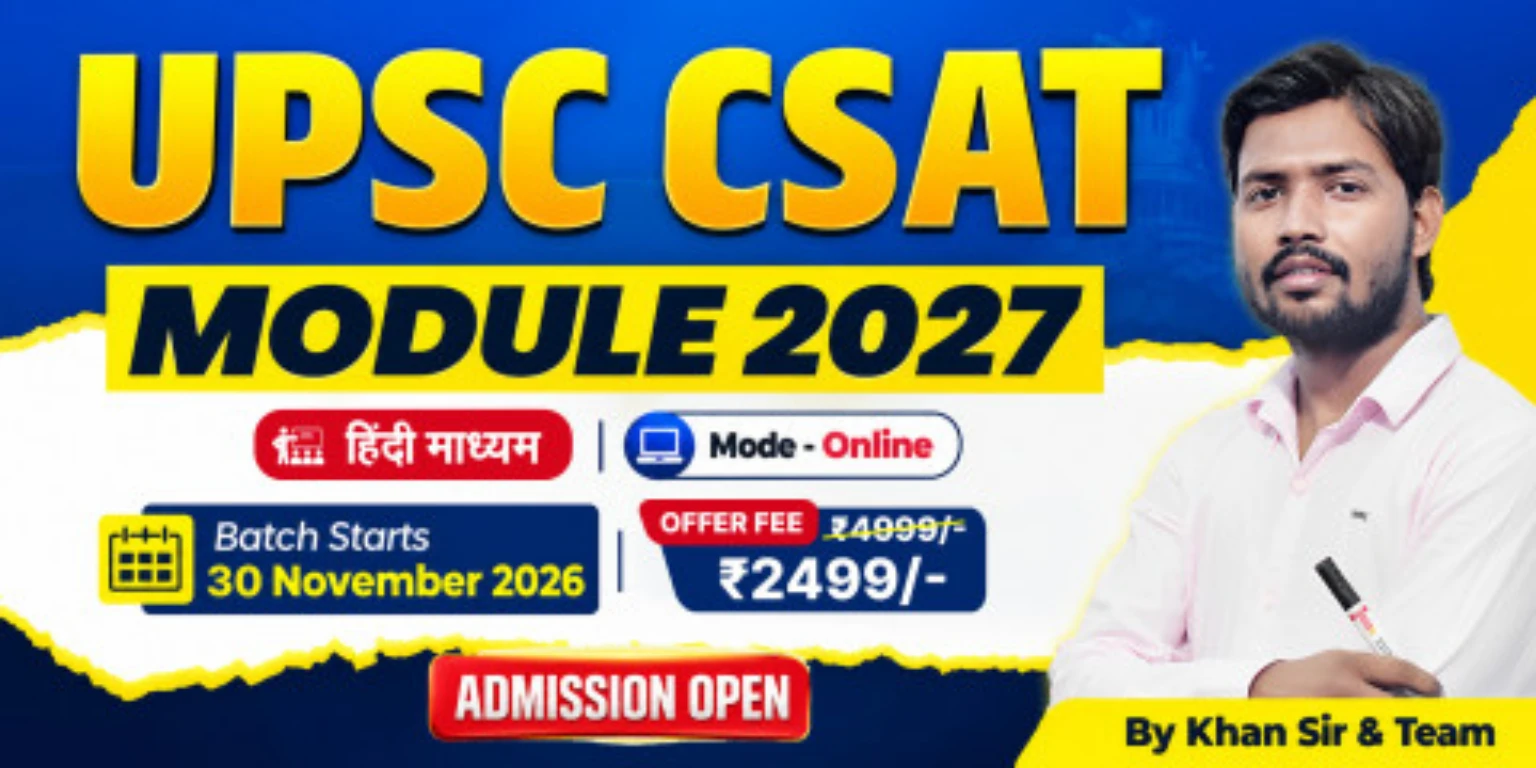 UPSC CSAT
MODULE 2027
हिंदी माध्यम
Mode - Online
Batch Starts
30 November 2026
OFFER FEE ₹4999/-
₹2499/-
ADMISSION OPEN
By Khan Sir & Team